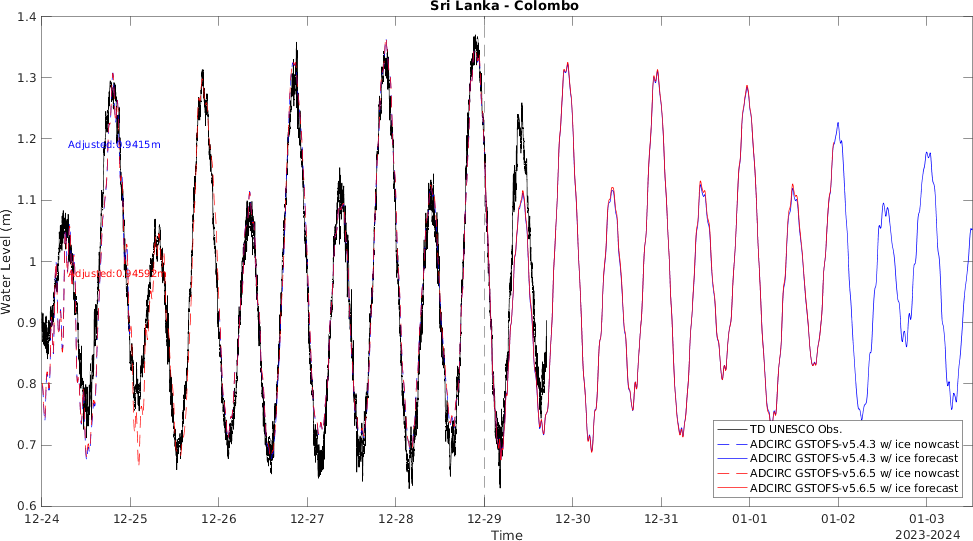 Sri Lanka - Colombo
1.4
1.3
1.2
1.1
1
0.9
0.8
0.7
0.6
Water Level (m)
Adjusted:0.9415m
Adjusted:0.94592m
TD UNESCO Obs.
ADCIRC GSTOFS-v5.4.3 w/ ice nowcast
ADCIRC GSTOFS-v5.4.3 w/ ice forecast
ADCIRC GSTOFS-v5.6.5 w/ ice nowcast
ADCIRC GSTOFS-v5.6.5 w/ ice forecast
12-24 12-25 12-26 12-27 12-28 12-29 12-30 12-31 01-01 01-02 01-03
Time
2023-2024